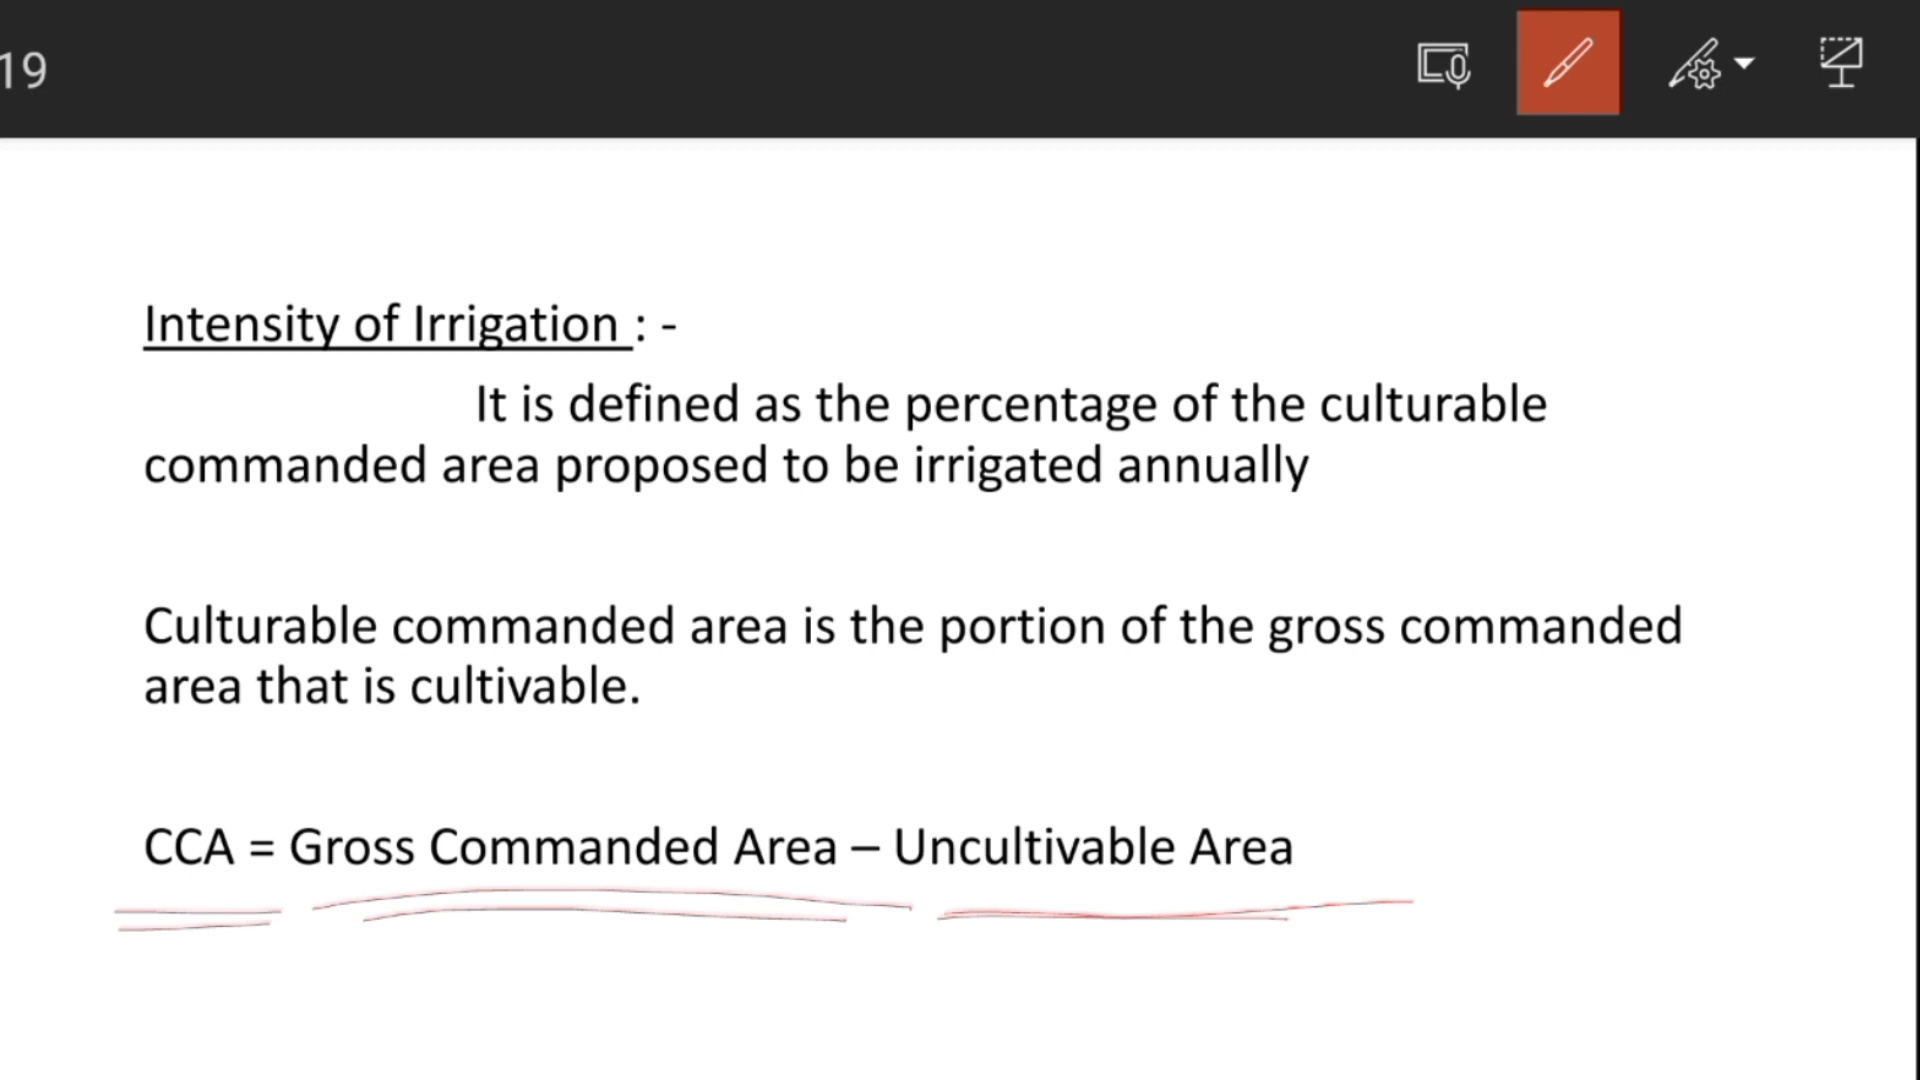 19
Intensity of Irrigation : -
It is defined as the percentage of the culturable
commanded area proposed to be irrigated annually
Culturable commanded area is the portion of the gross commanded
area that is cultivable.
CCA = Gross Commanded Area – Uncultivable Area